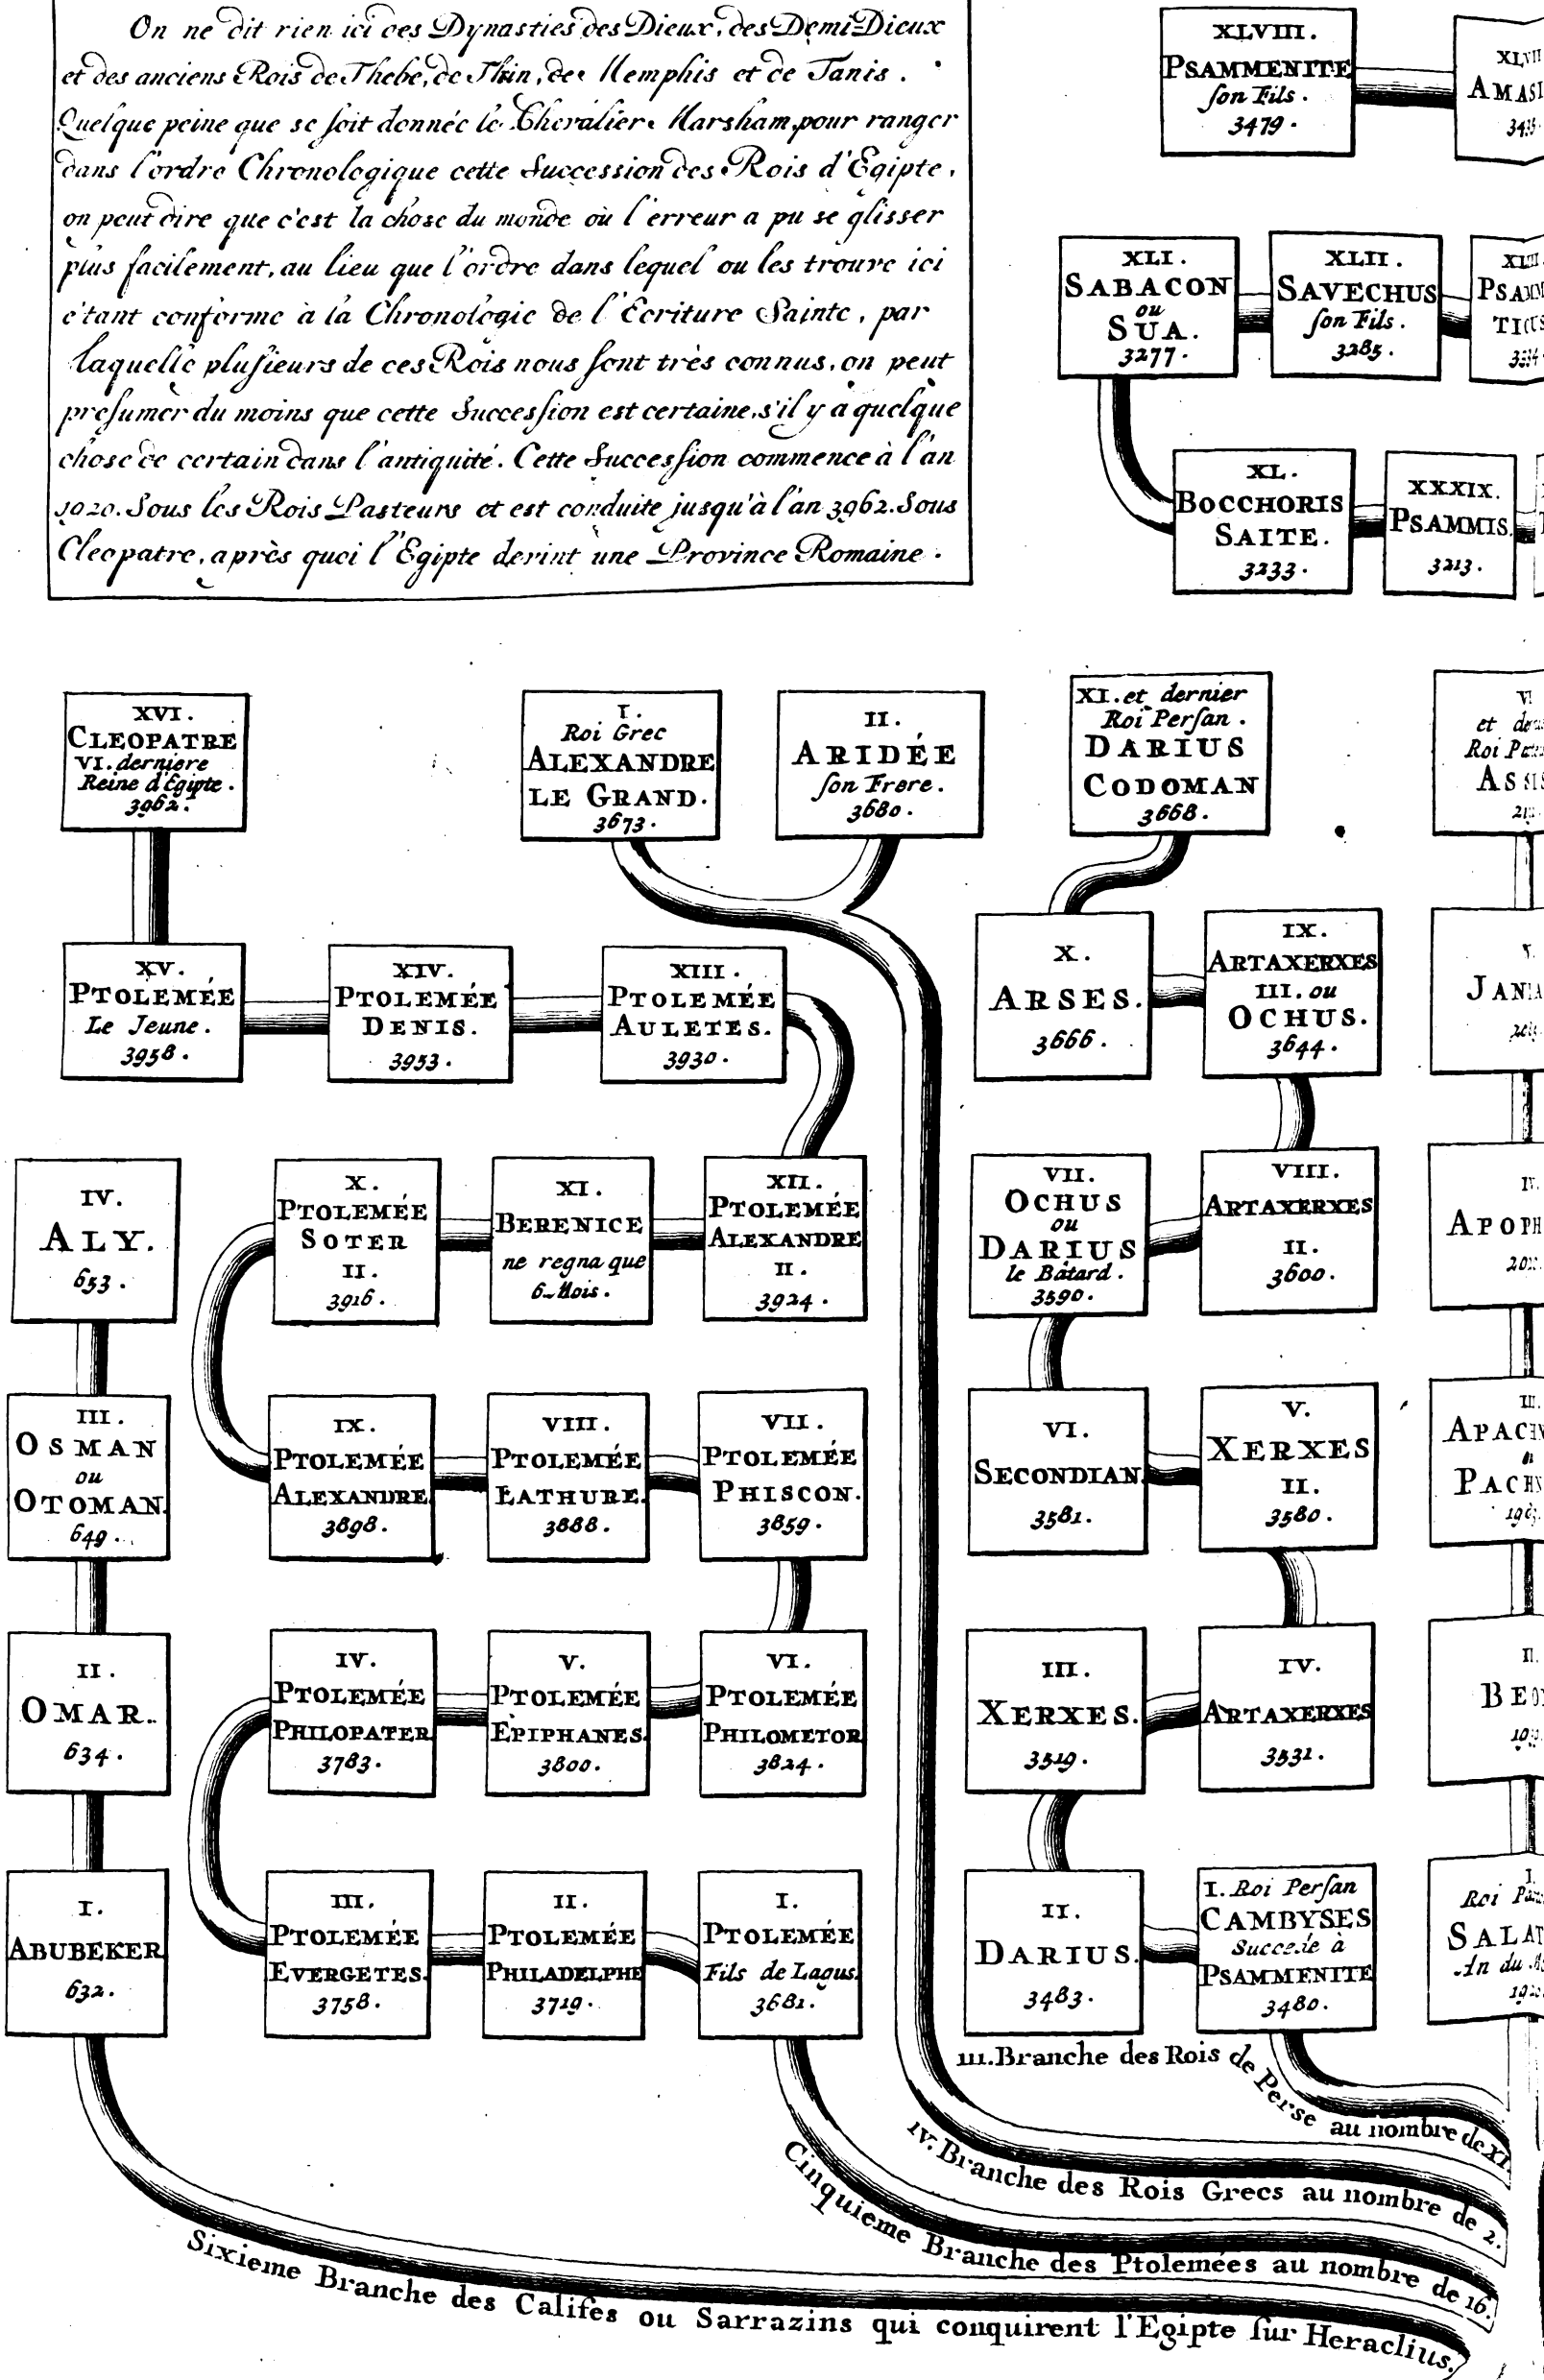 On ne dit rien ici des Dynasties des Dieux, des Demi-Dieux
et des anciens Rois de Thebe, de Thin, de Memphis et de Tanis.
Quelque peine que se soit donnée le Chevalier Marsham pour ranger
dans l'ordre Chronologique cette Succession des Rois d'Egipte,
on peut dire que c'est la chose du monde où l'erreur a pu se glisser
plus facilement, au lieu que l'ordre dans lequel ou les trouve ici
étant conforme à la Chronologie de l'Ecriture Sainte, par
laquelle plusieurs de ces Rois nous sont très connus, on peut
presumer du moins que cette Succession est certaine, s'il y a quelque
chose de certain dans l'antiquité. Cette Succession commence à l'an
1920. Sous les Rois Pasteurs et est conduite jusqu'à l'an 3962. Sous
Cleopatre, après quoi l'Egipte devint une Province Romaine.
XLVIII.
PSAMMENITE
son Fils.
3479.
XLI.
SABACON
ou
SUA.
3277.
XLII.
SAVECHUS
son Fils.
3285.
XL.
BOCCHORIS
SAITE.
3233.
XXXIX.
PSAMMIS.
3213.
XVI.
CLEOPATRE
VI. derniere
Reine d'Egipte.
3962.
I.
Roi Grec
ALEXANDRE
LE GRAND.
3673.
II.
ARIDÉE
son Frere.
3680.
XI. et dernier
Roi Persan.
DARIUS
CODOMAN
3668.
XV.
PTOLEMÉE
Le Jeune.
3958.
XIV.
PTOLEMÉE
DENIS.
3953.
XIII.
PTOLEMÉE
AULETES.
3930.
X.
ARSES.
3666.
IX.
ARTAXERXES
III. ou
OCHUS.
3644.
IV.
ALY.
653.
X.
PTOLEMÉE
SOTER
II.
3916.
XI.
BERENICE
ne regna que
6 Mois.
XII.
PTOLEMÉE
ALEXANDRE
II.
3924.
VII.
OCHUS
ou
DARIUS
le Bâtard.
3590.
VIII.
ARTAXERXES
II.
3600.
III.
OSMAN
ou
OTOMAN.
649.
IX.
PTOLEMÉE
ALEXANDRE.
3898.
VIII.
PTOLEMÉE
LATHURE.
3888.
VII.
PTOLEMÉE
PHISCON.
3859.
VI.
SECONDIAN.
3581.
V.
XERXES
II.
3580.
II.
OMAR.
634.
IV.
PTOLEMÉE
PHILOPATER.
3783.
V.
PTOLEMÉE
EPIPHANES.
3800.
VI.
PTOLEMÉE
PHILOMETOR
3824.
III.
XERXES.
3519.
IV.
ARTAXERXES
3531.
I.
ABUBEKER
632.
III.
PTOLEMÉE
EVERGETES.
3758.
II.
PTOLEMÉE
PHILADELPHE
3719.
I.
PTOLEMÉE
Fils de Lagus.
3681.
II.
DARIUS.
3483.
I. Roi Persan
CAMBYSES
Succede à
PSAMMENITE
3480.
III. Branche des Rois de Perse au nombre de XI.
IV. Branche des Rois Grecs au nombre de 2.
Cinquieme Branche des Ptolemées au nombre de 16.
Sixieme Branche des Califes ou Sarrazins qui conquirent l'Egipte sur Heraclius.